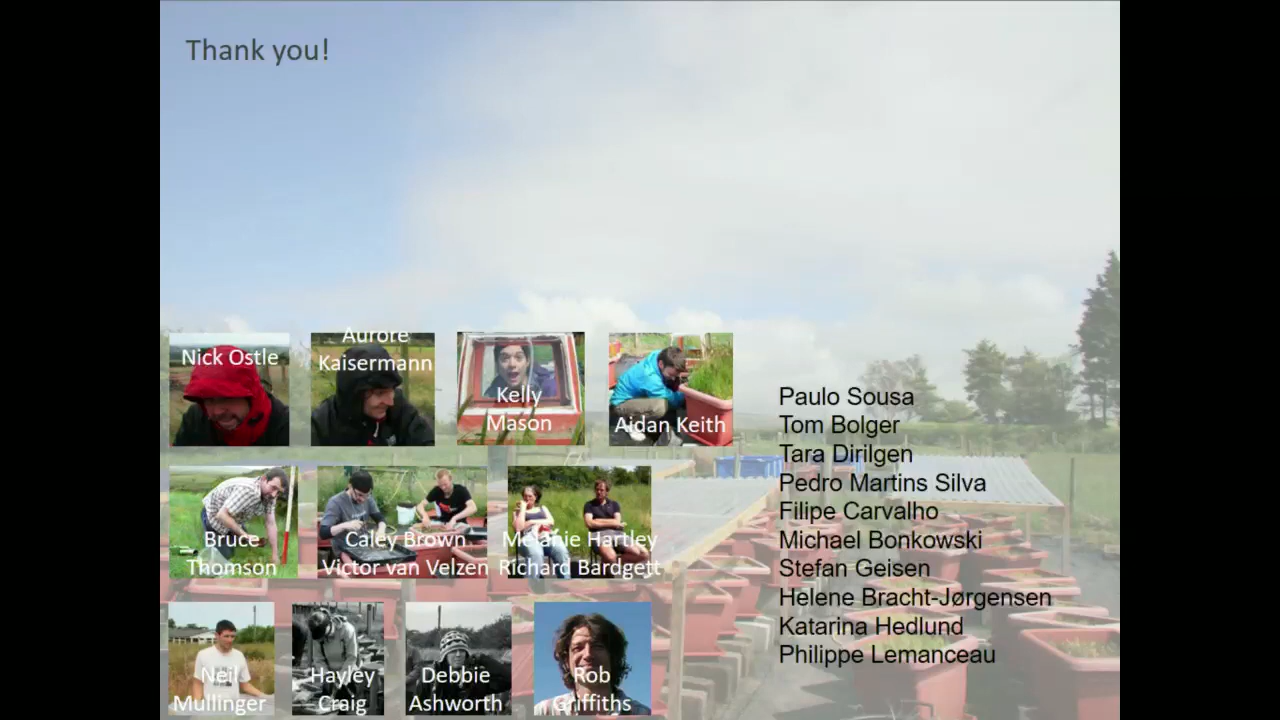 Thank you!
Nick Ostle
Aurore
Kaisermann
Kelly
Mason
Aidan Keith
Bruce
Thomson
Caley Brown
Victor van Velzen
Melanie Hartley
Richard Bardgett
Neil
Mullinger
Hayley
Craig
Debbie
Ashworth
Rob
Griffiths
Paulo Sousa
Tom Bolger
Tara Dirilgen
Pedro Martins Silva
Filipe Carvalho
Michael Bonkowski
Stefan Geisen
Helene Bracht-Jørgensen
Katarina Hedlund
Philippe Lemanceau